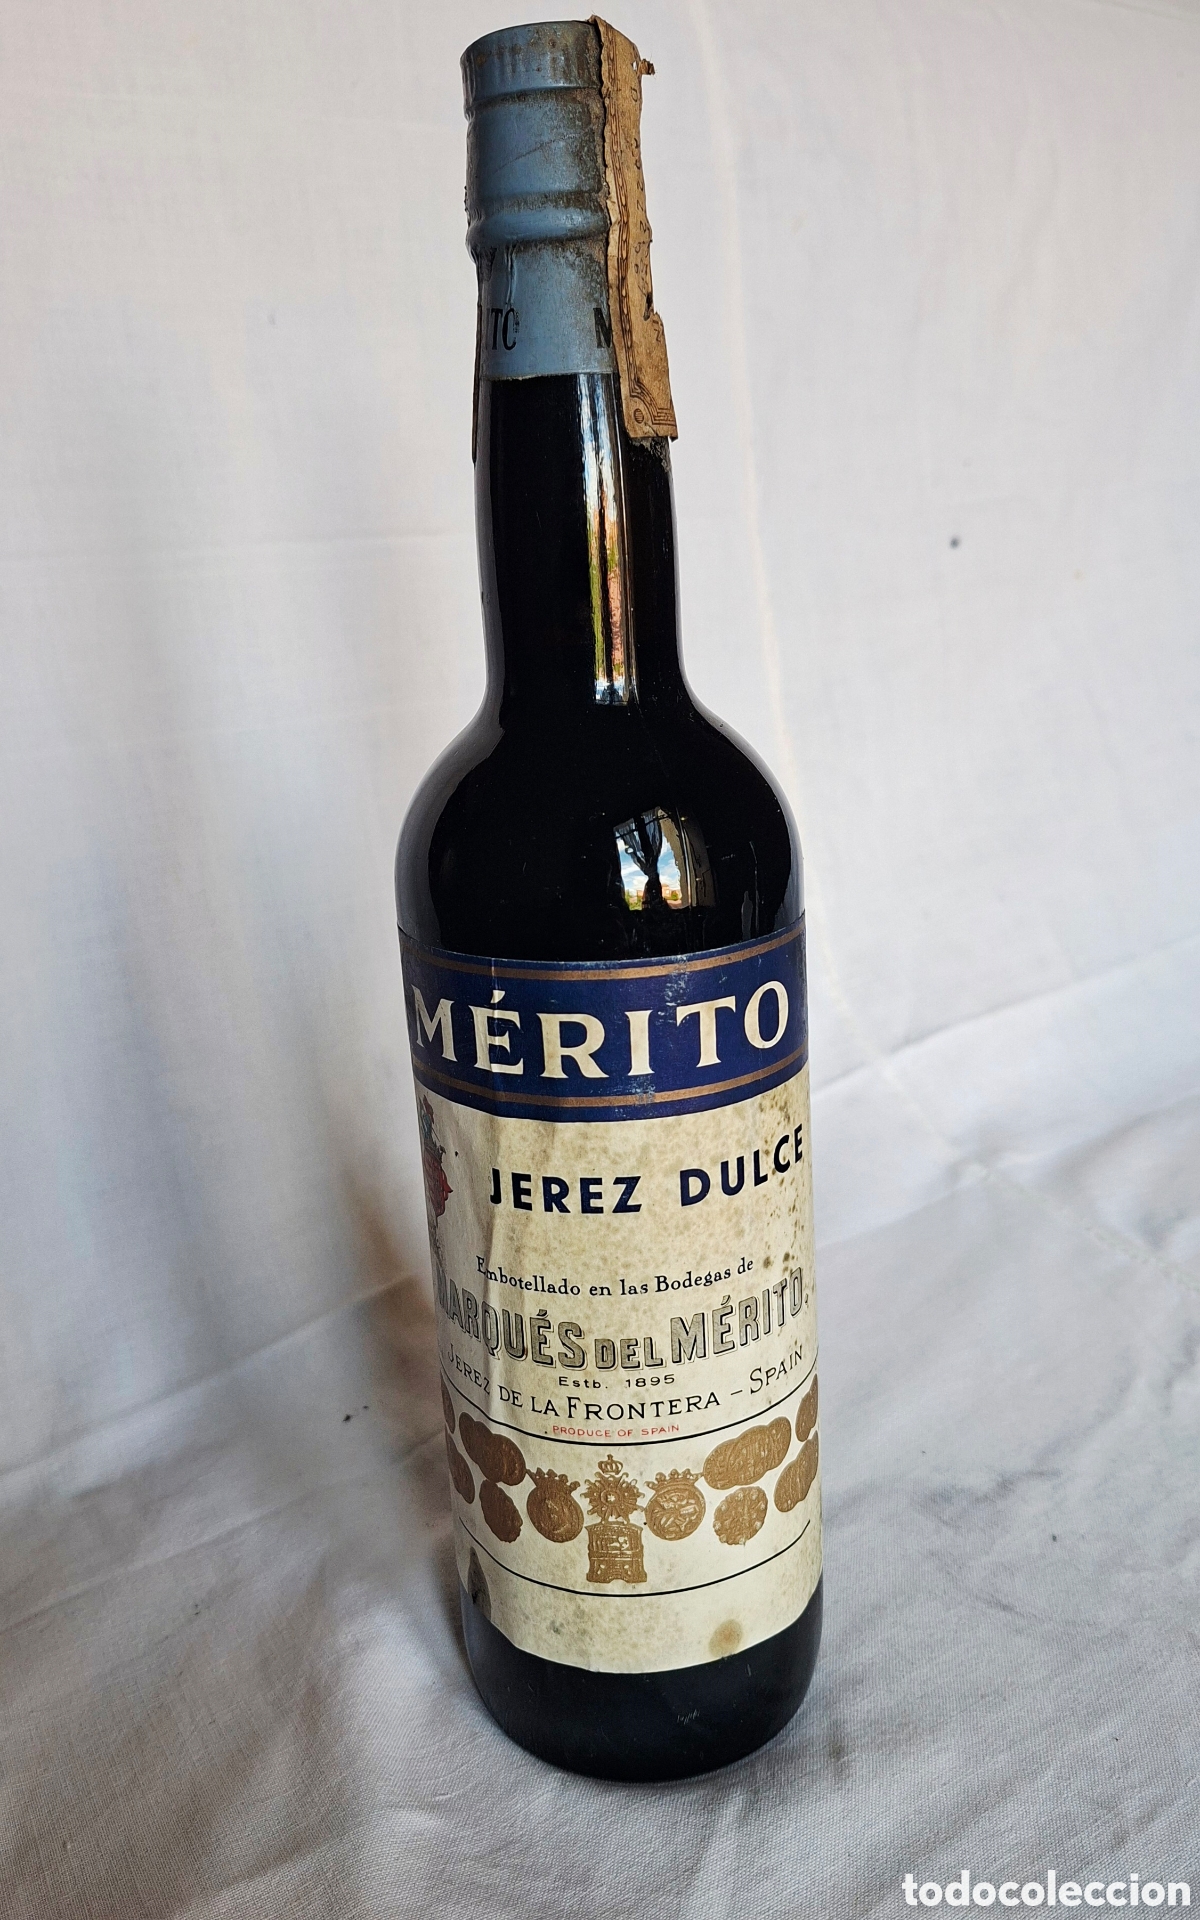 MÉRITO
JEREZ DULCE
Embotellado en las Bodegas de
MARQUÉS DEL MÉRITO
Estb. 1895
JEREZ DE LA FRONTERA – SPAIN
PRODUCE OF SPAIN
todocoleccion